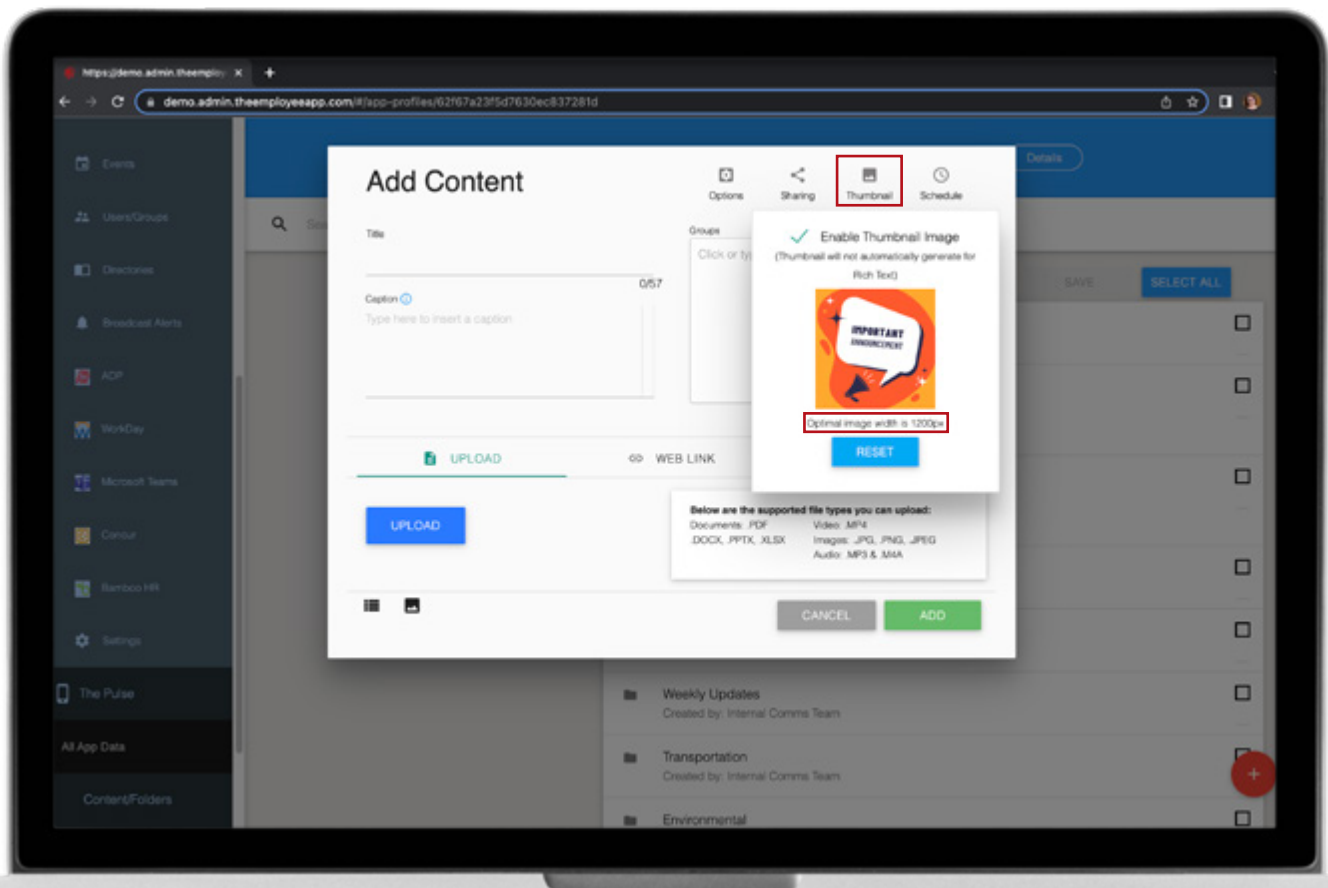 https://demo.admin.theemploy
demo.admin.theemployeeapp.com/#/app-profiles/62f67a23f5d7630ec837281d
Events
Users/Groups
Directories
Broadcast Alerts
ADP
WorkDay
Microsoft Teams
Concur
Bamboo HR
Settings
The Pulse
All App Data
Content/Folders
Details
SAVE
SELECT ALL
Add Content
Options
Sharing
Thumbnail
Schedule
Title
0/57
Caption
Type here to insert a caption
Groups
Click or ty
Enable Thumbnail Image
(Thumbnail will not automatically generate for
Rich Text)
IMPORTANT
ANNOUNCEMENT
Optimal image width is 1200px
RESET
UPLOAD
WEB LINK
UPLOAD
Below are the supported file types you can upload:
Documents: .PDF
.DOCX, .PPTX, .XLSX
Video: .MP4
Images: .JPG, .PNG, .JPEG
Audio: .MP3 & .M4A
CANCEL
ADD
Weekly Updates
Created by: Internal Comms Team
Transportation
Created by: Internal Comms Team
Environmental